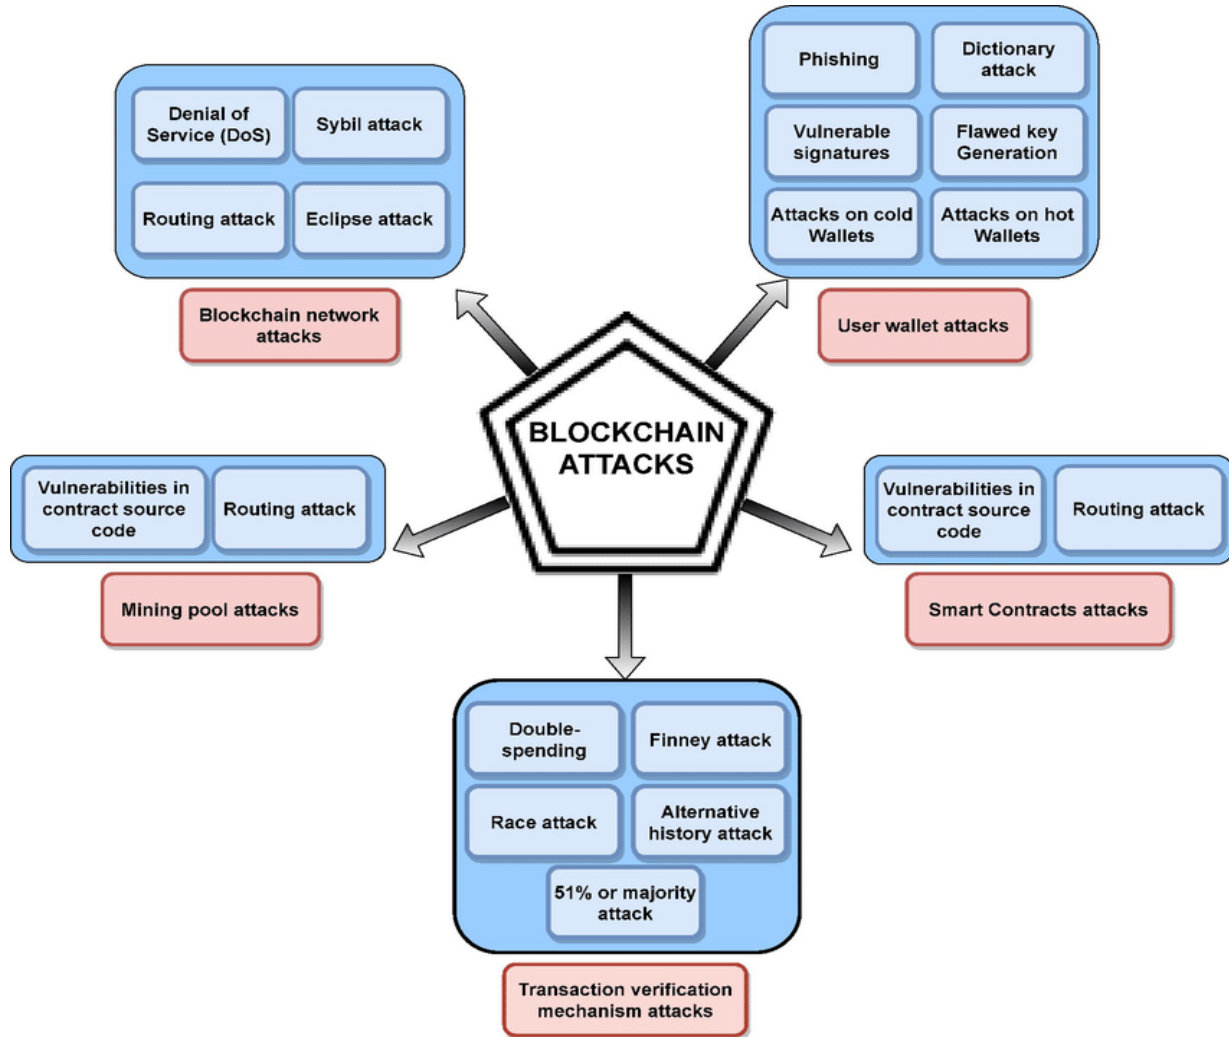 Denial of
Service (DoS)
Sybil attack
Routing attack
Eclipse attack
Blockchain network
attacks
Phishing
Dictionary
attack
Vulnerable
signatures
Flawed key
Generation
Attacks on cold
Wallets
Attacks on hot
Wallets
User wallet attacks
BLOCKCHAIN
ATTACKS
Vulnerabilities in
contract source
code
Routing attack
Mining pool attacks
Vulnerabilities in
contract source
code
Routing attack
Smart Contracts attacks
Double-
spending
Finney attack
Race attack
Alternative
history attack
51% or majority
attack
Transaction verification
mechanism attacks